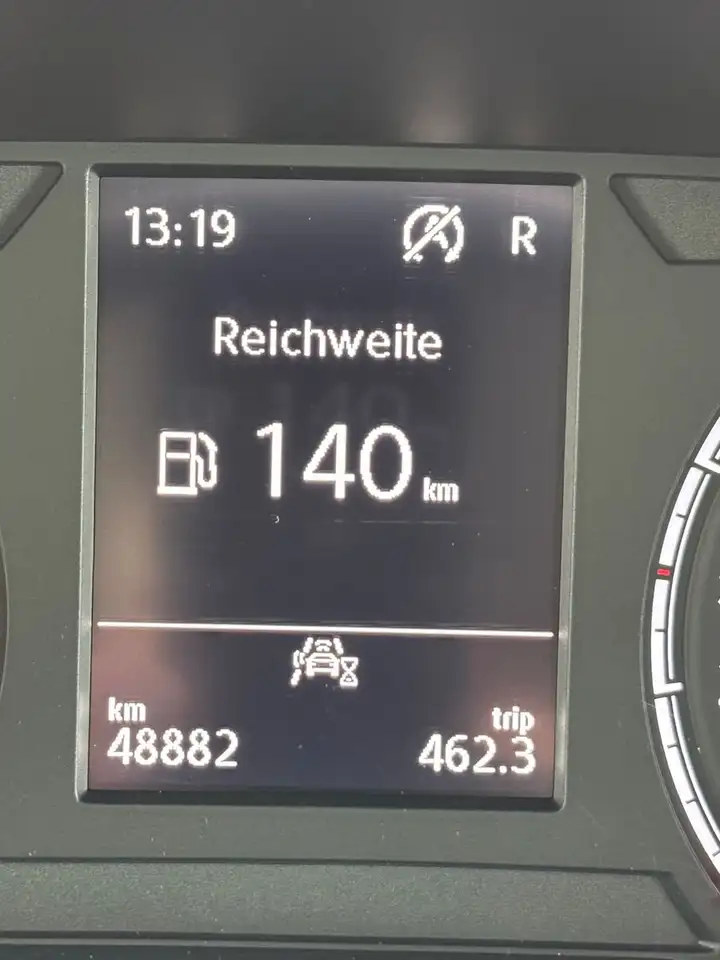 13:19 R
Reichweite
140 km
km trip
48882 462.3